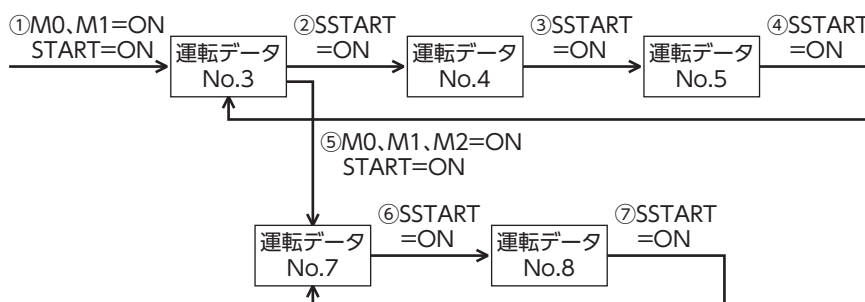 ①M0、M1=ON
START=ON
運転データ
No.3
②SSTART
=ON
運転データ
No.4
③SSTART
=ON
運転データ
No.5
④SSTART
=ON
⑤M0、M1、M2=ON
START=ON
運転データ
No.7
⑥SSTART
=ON
運転データ
No.8
⑦SSTART
=ON